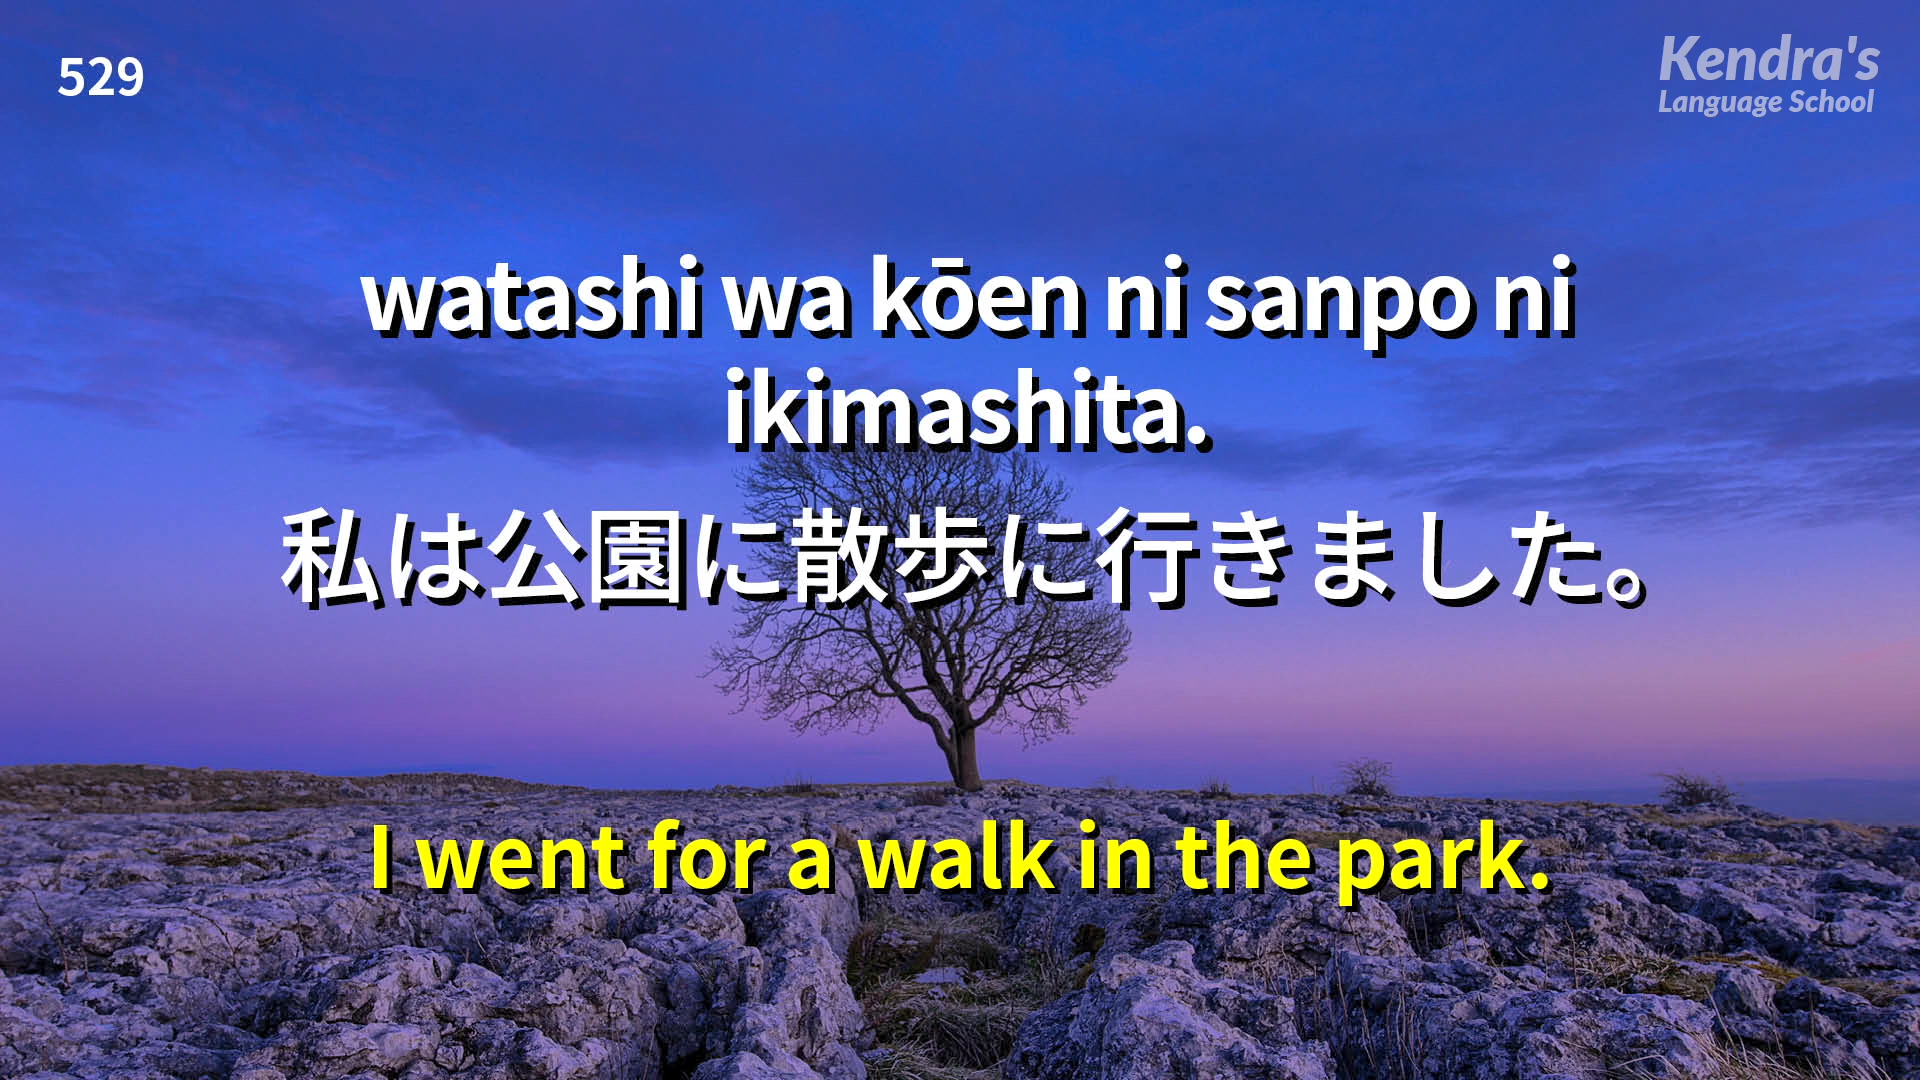 529
Kendra's
Language School
watashi wa kōen ni sanpo ni
ikimashita.
私は公園に散歩に行きました。
I went for a walk in the park.